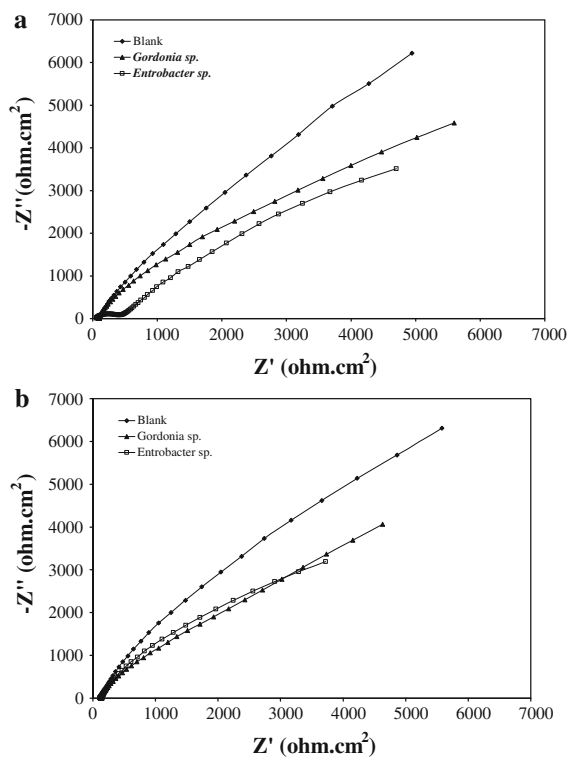 a
7000
6000
5000
4000
3000
2000
1000
0
-Z"(ohm.cm²)
Blank
Gordonia sp.
Entrobacter sp.
0 1000 2000 3000 4000 5000 6000 7000
Z' (ohm.cm²)
b
7000
6000
5000
4000
3000
2000
1000
0
-Z" (ohm.cm²)
Blank
Gordonia sp.
Entrobacter sp.
0 1000 2000 3000 4000 5000 6000 7000
Z' (ohm.cm²)